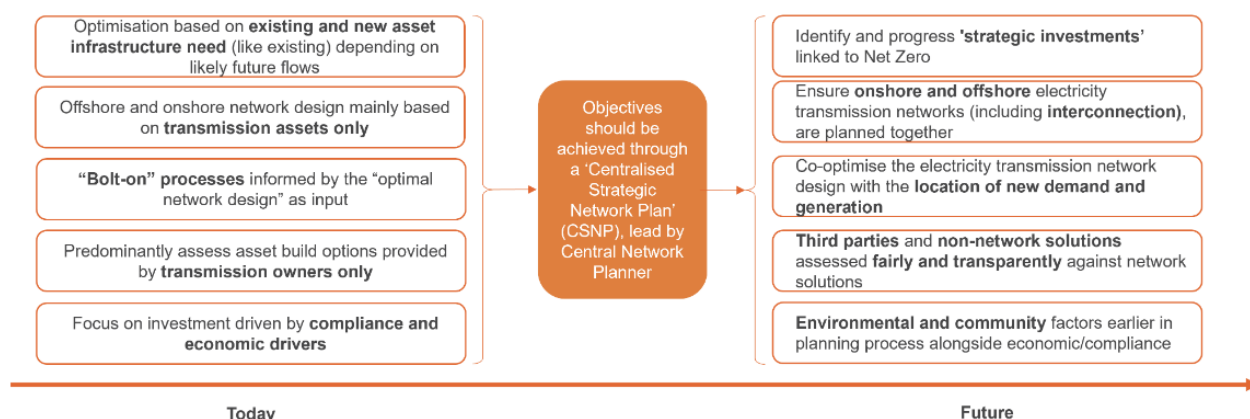 Optimisation based on existing and new asset
infrastructure need (like existing) depending on
likely future flows
Offshore and onshore network design mainly based
on transmission assets only
“Bolt-on” processes informed by the “optimal
network design” as input
Predominantly assess asset build options provided
by transmission owners only
Focus on investment driven by compliance and
economic drivers
Objectives
should be
achieved through
a ‘Centralised
Strategic
Network Plan’
(CSNP), lead by
Central Network
Planner
Identify and progress 'strategic investments’
linked to Net Zero
Ensure onshore and offshore electricity
transmission networks (including interconnection),
are planned together
Co-optimise the electricity transmission network
design with the location of new demand and
generation
Third parties and non-network solutions
assessed fairly and transparently against network
solutions
Environmental and community factors earlier in
planning process alongside economic/compliance
Today
Future